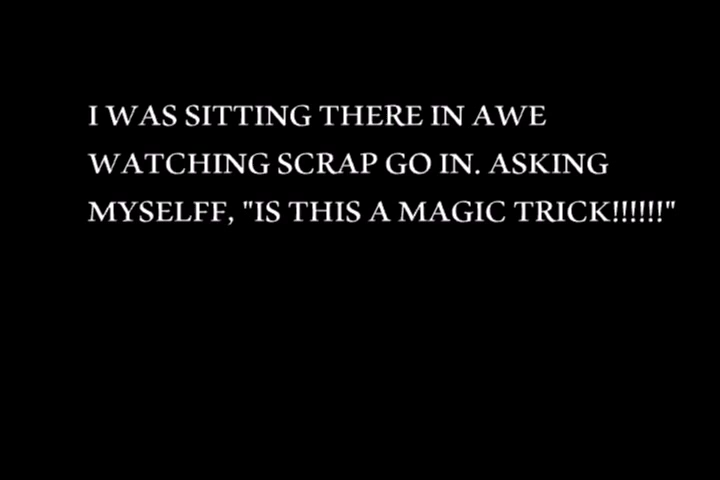 I WAS SITTING THERE IN AWE
WATCHING SCRAP GO IN. ASKING
MYSELFF, "IS THIS A MAGIC TRICK!!!!!!"